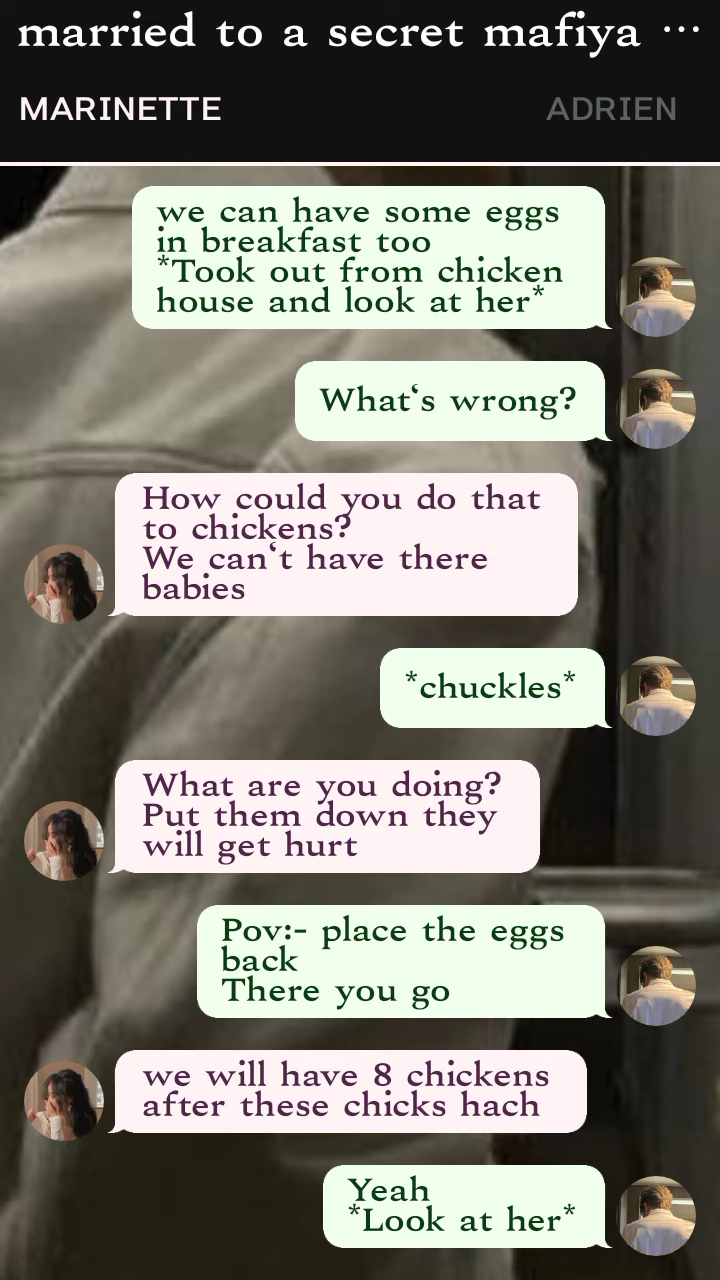 married to a secret mafiya ...
MARINETTE
ADRIEN
we can have some eggs
in breakfast too
*Took out from chicken
house and look at her*
What‘s wrong?
How could you do that
to chickens?
We can‘t have there
babies
*chuckles*
What are you doing?
Put them down they
will get hurt
Pov:- place the eggs
back
There you go
we will have 8 chickens
after these chicks hach
Yeah
*Look at her*